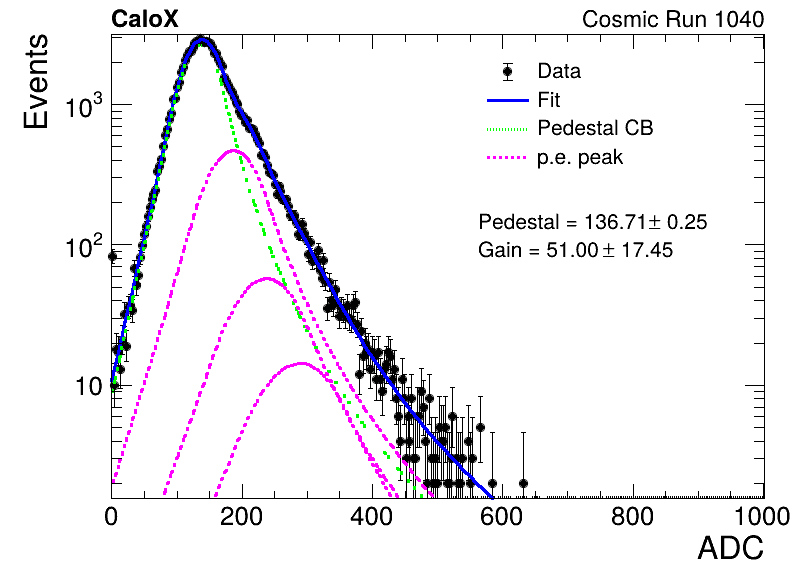 CaloX Cosmic Run 1040
Events
Data
Fit
Pedestal CB
p.e. peak
Pedestal = 136.71± 0.25
Gain = 51.00 ± 17.45
10³
10²
10
0 200 400 600 800 1000
ADC